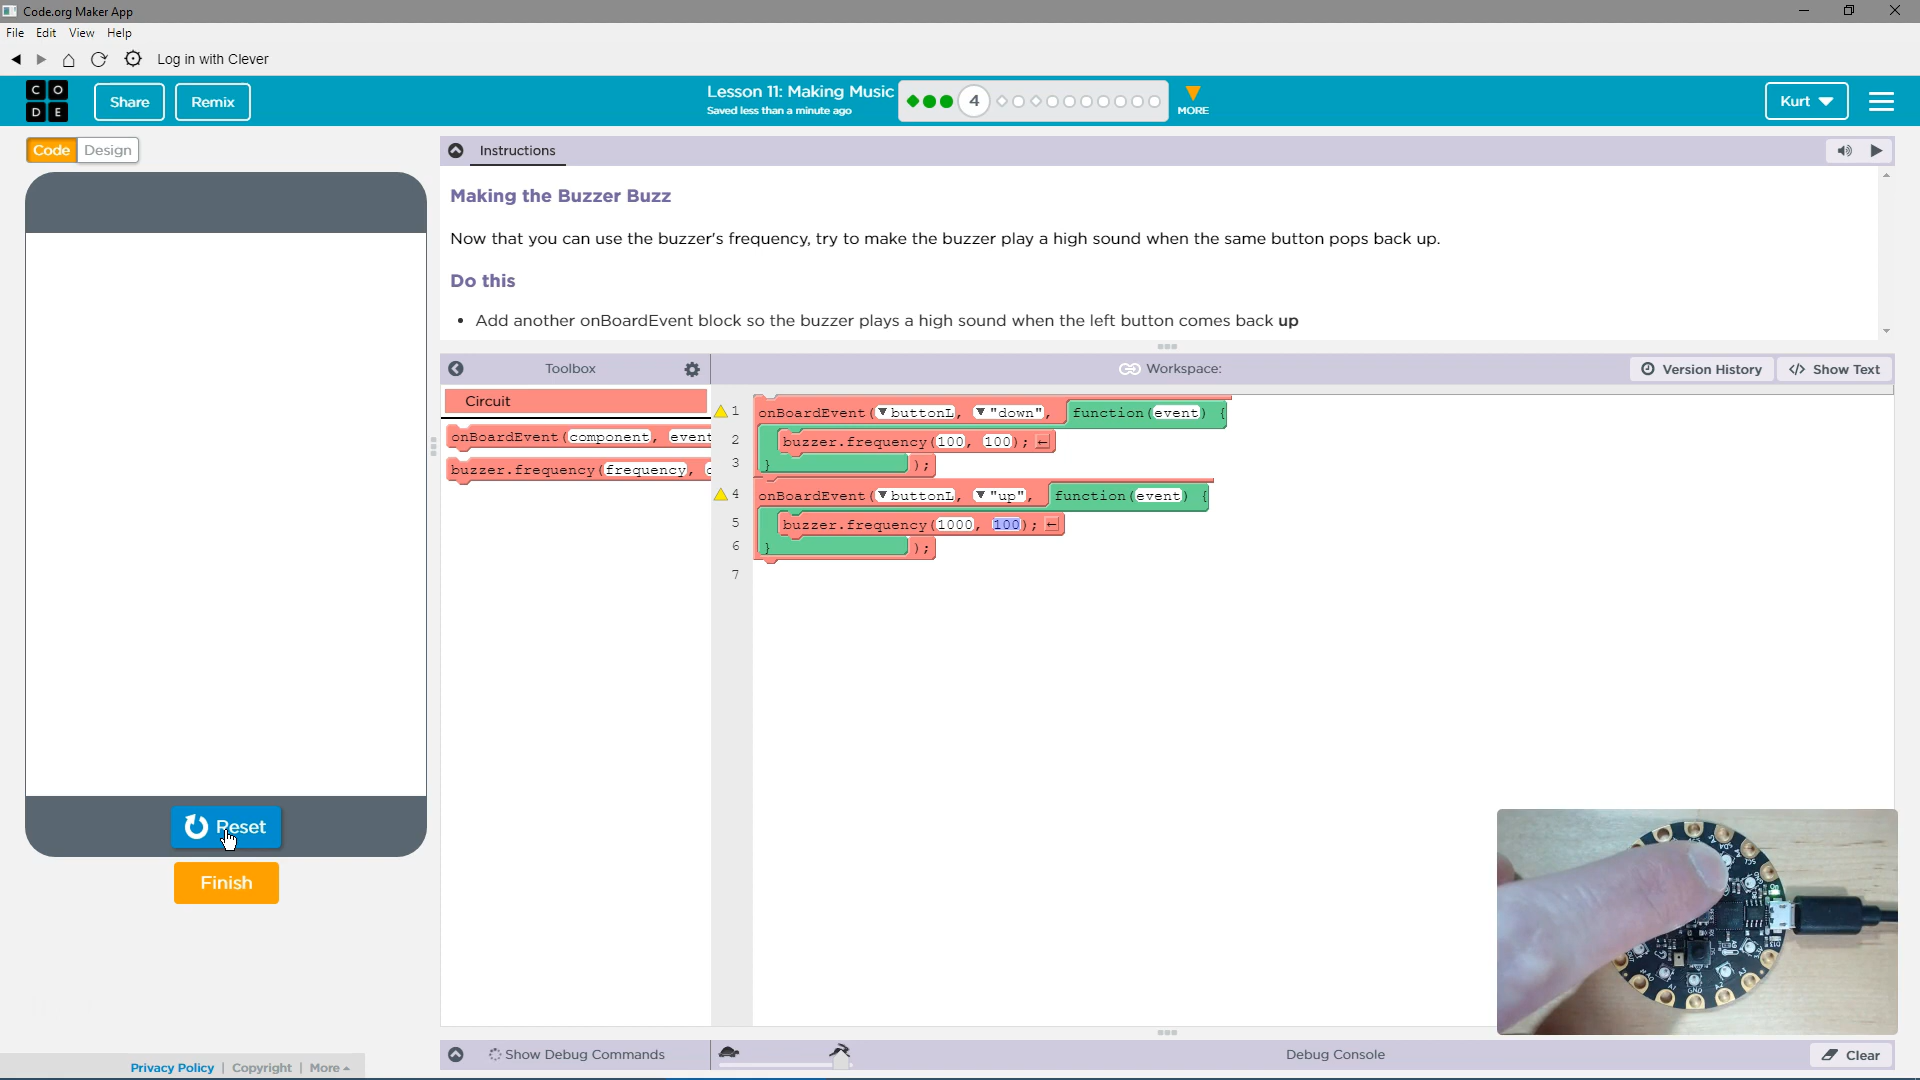 Code.org Maker App
File Edit View Help
Log in with Clever
C O D E
Share
Remix
Lesson 11: Making Music
Saved less than a minute ago
4
MORE
Kurt
Code
Design
Instructions
Making the Buzzer Buzz
Now that you can use the buzzer's frequency, try to make the buzzer play a high sound when the same button pops back up.
Do this
• Add another onBoardEvent block so the buzzer plays a high sound when the left button comes back up
Toolbox
Workspace:
Version History
</> Show Text
Circuit
onBoardEvent(component, event
buzzer.frequency(frequency,
1 onBoardEvent(▼buttonL, ▼"down", function(event) {
2 buzzer.frequency(100, 100); ←
3 } );
4 onBoardEvent(▼buttonL, ▼"up", function(event) {
5 buzzer.frequency(1000, 100); ←
6 } );
7
Reset
Finish
Show Debug Commands
Debug Console
Clear
Privacy Policy | Copyright | More